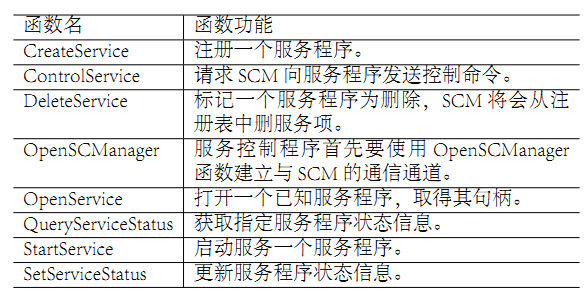 函数名 函数功能
CreateService 注册一个服务程序。
ControlService 请求 SCM 向服务程序发送控制命令。
DeleteService 标记一个服务程序为删除，SCM 将会从注
册表中删服务项。
OpenSCManager 服务控制程序首先要使用 OpenSCManager
函数建立与 SCM 的通信通道。
OpenService 打开一个已知服务程序，取得其句柄。
QueryServiceStatus 获取指定服务程序状态信息。
StartService 启动服务一个服务程序。
SetServiceStatus 更新服务程序状态信息。